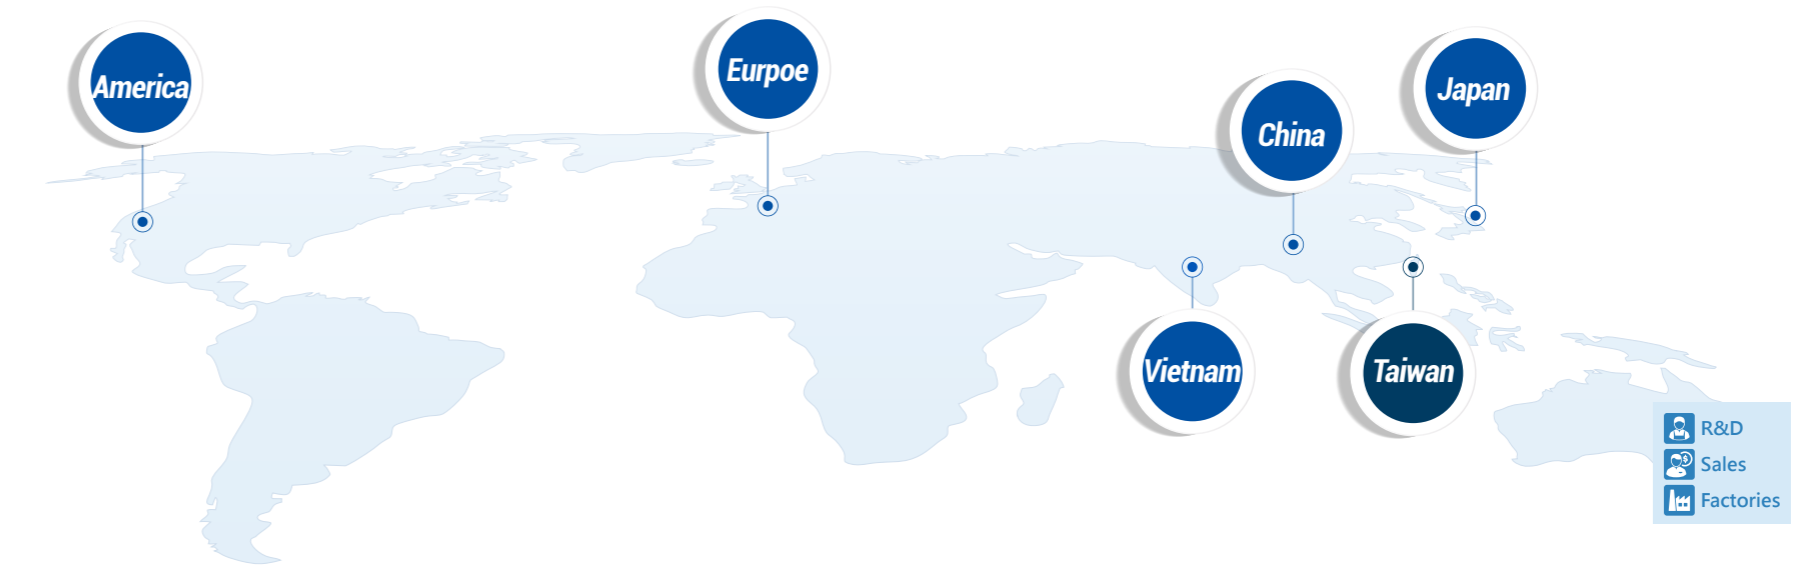 America
Eurpoe
China
Japan
Vietnam
Taiwan
R&D
Sales
Factories